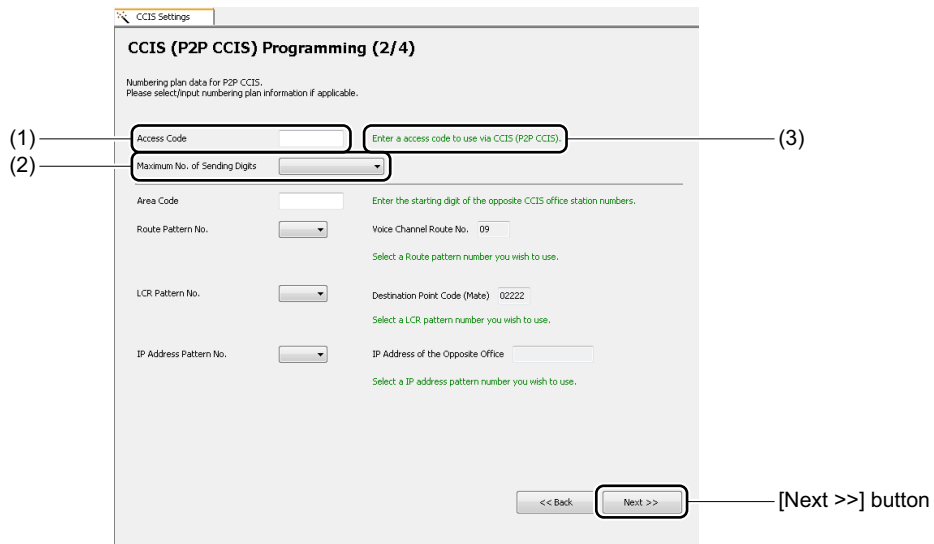 CCIS Settings
CCIS (P2P CCIS) Programming (2/4)
Numbering plan data for P2P CCIS.
Please select/input numbering plan information if applicable.
(1) Access Code Enter a access code to use via CCIS (P2P CCIS). (3)
(2) Maximum No. of Sending Digits
Area Code Enter the starting digit of the opposite CCIS office station numbers.
Route Pattern No. Voice Channel Route No. 09
Select a Route pattern number you wish to use.
LCR Pattern No. Destination Point Code (Mate) 02222
Select a LCR pattern number you wish to use.
IP Address Pattern No. IP Address of the Opposite Office
Select a IP address pattern number you wish to use.
<< Back Next >> [Next >>] button